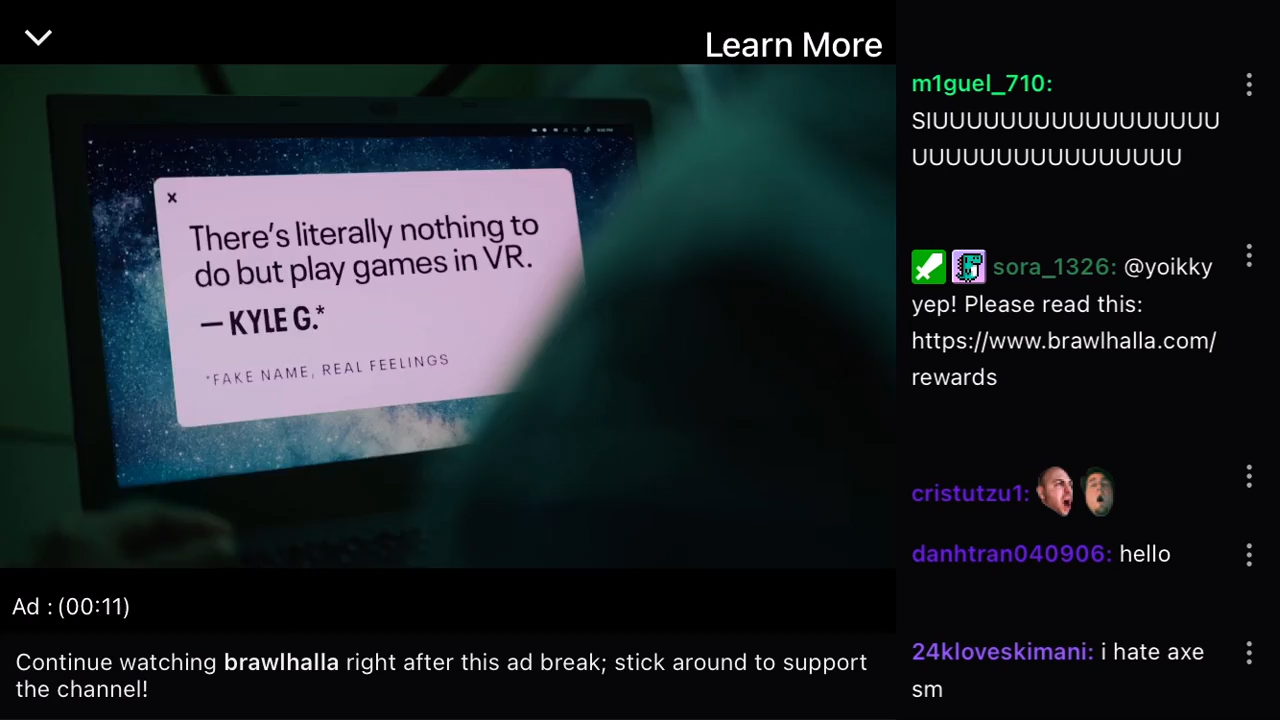 Learn More
There's literally nothing to
do but play games in VR.
— KYLE G.*
*FAKE NAME, REAL FEELINGS
Ad : (00:11)
Continue watching brawlhalla right after this ad break; stick around to support
the channel!
m1guel_710:
SIUUUUUUUUUUUUUUUUU
UUUUUUUUUUUUUUUU
sora_1326: @yoikky
yep! Please read this:
https://www.brawlhalla.com/
rewards
cristutzu1:
danhtran040906: hello
24kloveskimani: i hate axe
sm